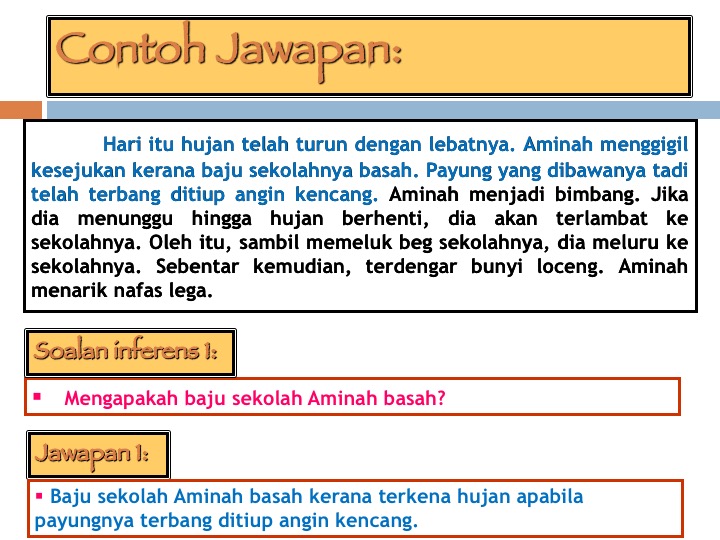 Contoh Jawapan:
Hari itu hujan telah turun dengan lebatnya. Aminah menggigil
kesejukan kerana baju sekolahnya basah. Payung yang dibawanya tadi
telah terbang ditiup angin kencang. Aminah menjadi bimbang. Jika
dia menunggu hingga hujan berhenti, dia akan terlambat ke
sekolahnya. Oleh itu, sambil memeluk beg sekolahnya, dia meluru ke
sekolahnya. Sebentar kemudian, terdengar bunyi loceng. Aminah
menarik nafas lega.
Soalan inferens 1:
▪ Mengapakah baju sekolah Aminah basah?
Jawapan 1:
▪ Baju sekolah Aminah basah kerana terkena hujan apabila
payungnya terbang ditiup angin kencang.